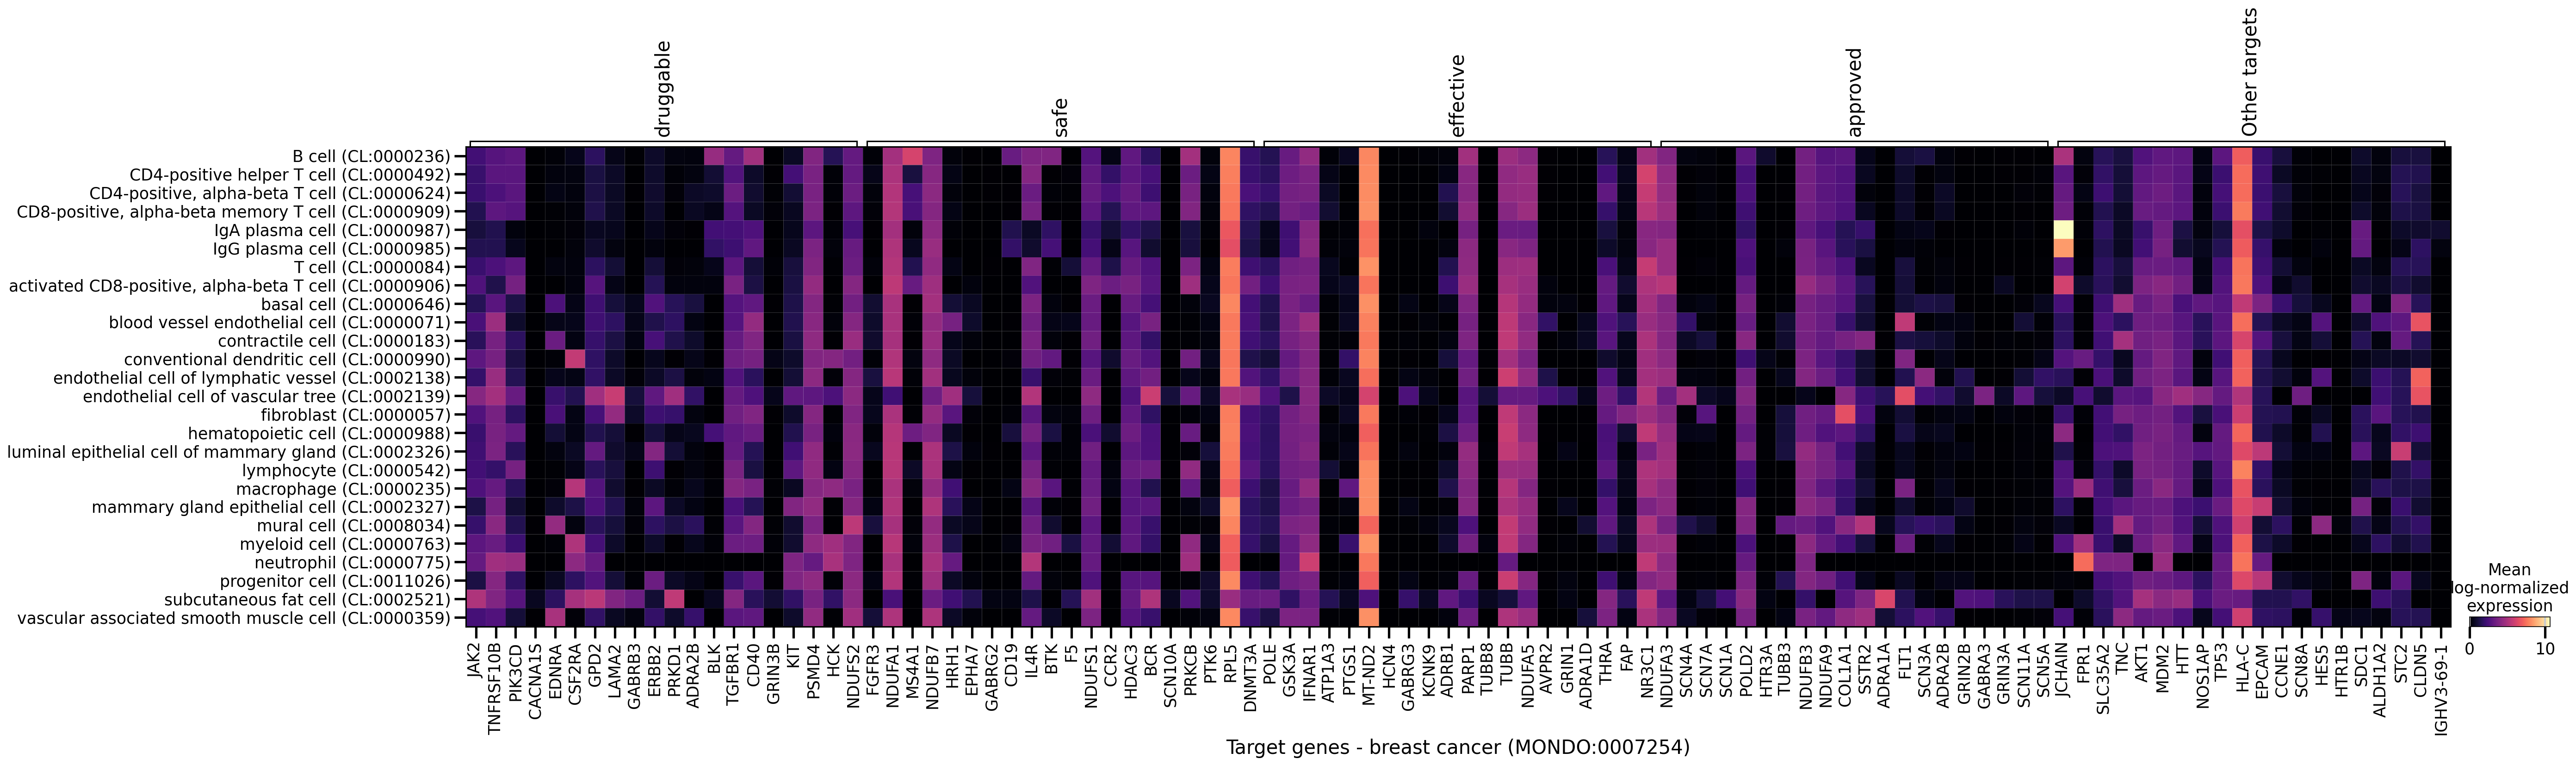 druggable
safe
effective
approved
Other targets
B cell (CL:0000236)
CD4-positive helper T cell (CL:0000492)
CD4-positive, alpha-beta T cell (CL:0000624)
CD8-positive, alpha-beta memory T cell (CL:0000909)
IgA plasma cell (CL:0000987)
IgG plasma cell (CL:0000985)
T cell (CL:0000084)
activated CD8-positive, alpha-beta T cell (CL:0000906)
basal cell (CL:0000646)
blood vessel endothelial cell (CL:0000071)
contractile cell (CL:0000183)
conventional dendritic cell (CL:0000990)
endothelial cell of lymphatic vessel (CL:0002138)
endothelial cell of vascular tree (CL:0002139)
fibroblast (CL:0000057)
hematopoietic cell (CL:0000988)
luminal epithelial cell of mammary gland (CL:0002326)
lymphocyte (CL:0000542)
macrophage (CL:0000235)
mammary gland epithelial cell (CL:0002327)
mural cell (CL:0008034)
myeloid cell (CL:0000763)
neutrophil (CL:0000775)
progenitor cell (CL:0011026)
subcutaneous fat cell (CL:0002521)
vascular associated smooth muscle cell (CL:0000359)
JAK2
TNFRSF10B
PIK3CD
CACNA1S
EDNRA
CSF2RA
GPD2
LAMA2
GABRB3
ERBB2
PRKD1
ADRA2B
BLK
TGFBR1
CD40
GRIN3B
KIT
PSMD4
HCK
NDUFS2
FGFR3
NDUFA1
MS4A1
NDUFB7
HRH1
EPHA7
GABRG2
CD19
IL4R
BTK
F5
NDUFS1
CCR2
HDAC3
BCR
SCN10A
PRKCB
PTK6
RPL5
DNMT3A
POLE
GSK3A
IFNAR1
ATP1A3
PTGS1
MT-ND2
HCN4
GABRG3
KCNK9
ADRB1
PARP1
TUBB8
TUBB
NDUFA5
AVPR2
GRIN1
ADRA1D
THRA
FAP
NR3C1
NDUFA3
SCN4A
SCN7A
SCN1A
POLD2
HTR3A
TUBB3
NDUFB3
NDUFA9
COL1A1
SSTR2
ADRA1A
FLT1
SCN3A
ADRA2B
GRIN2B
GABRA3
GRIN3A
SCN11A
SCN5A
JCHAIN
FPR1
SLC35A2
TNC
AKT1
MDM2
HTT
NOS1AP
TP53
HLA-C
EPCAM
CCNE1
SCN8A
HES5
HTR1B
SDC1
ALDH1A2
STC2
CLDN5
IGHV3-69-1
Target genes - breast cancer (MONDO:0007254)
Mean
log-normalized
expression
0 10